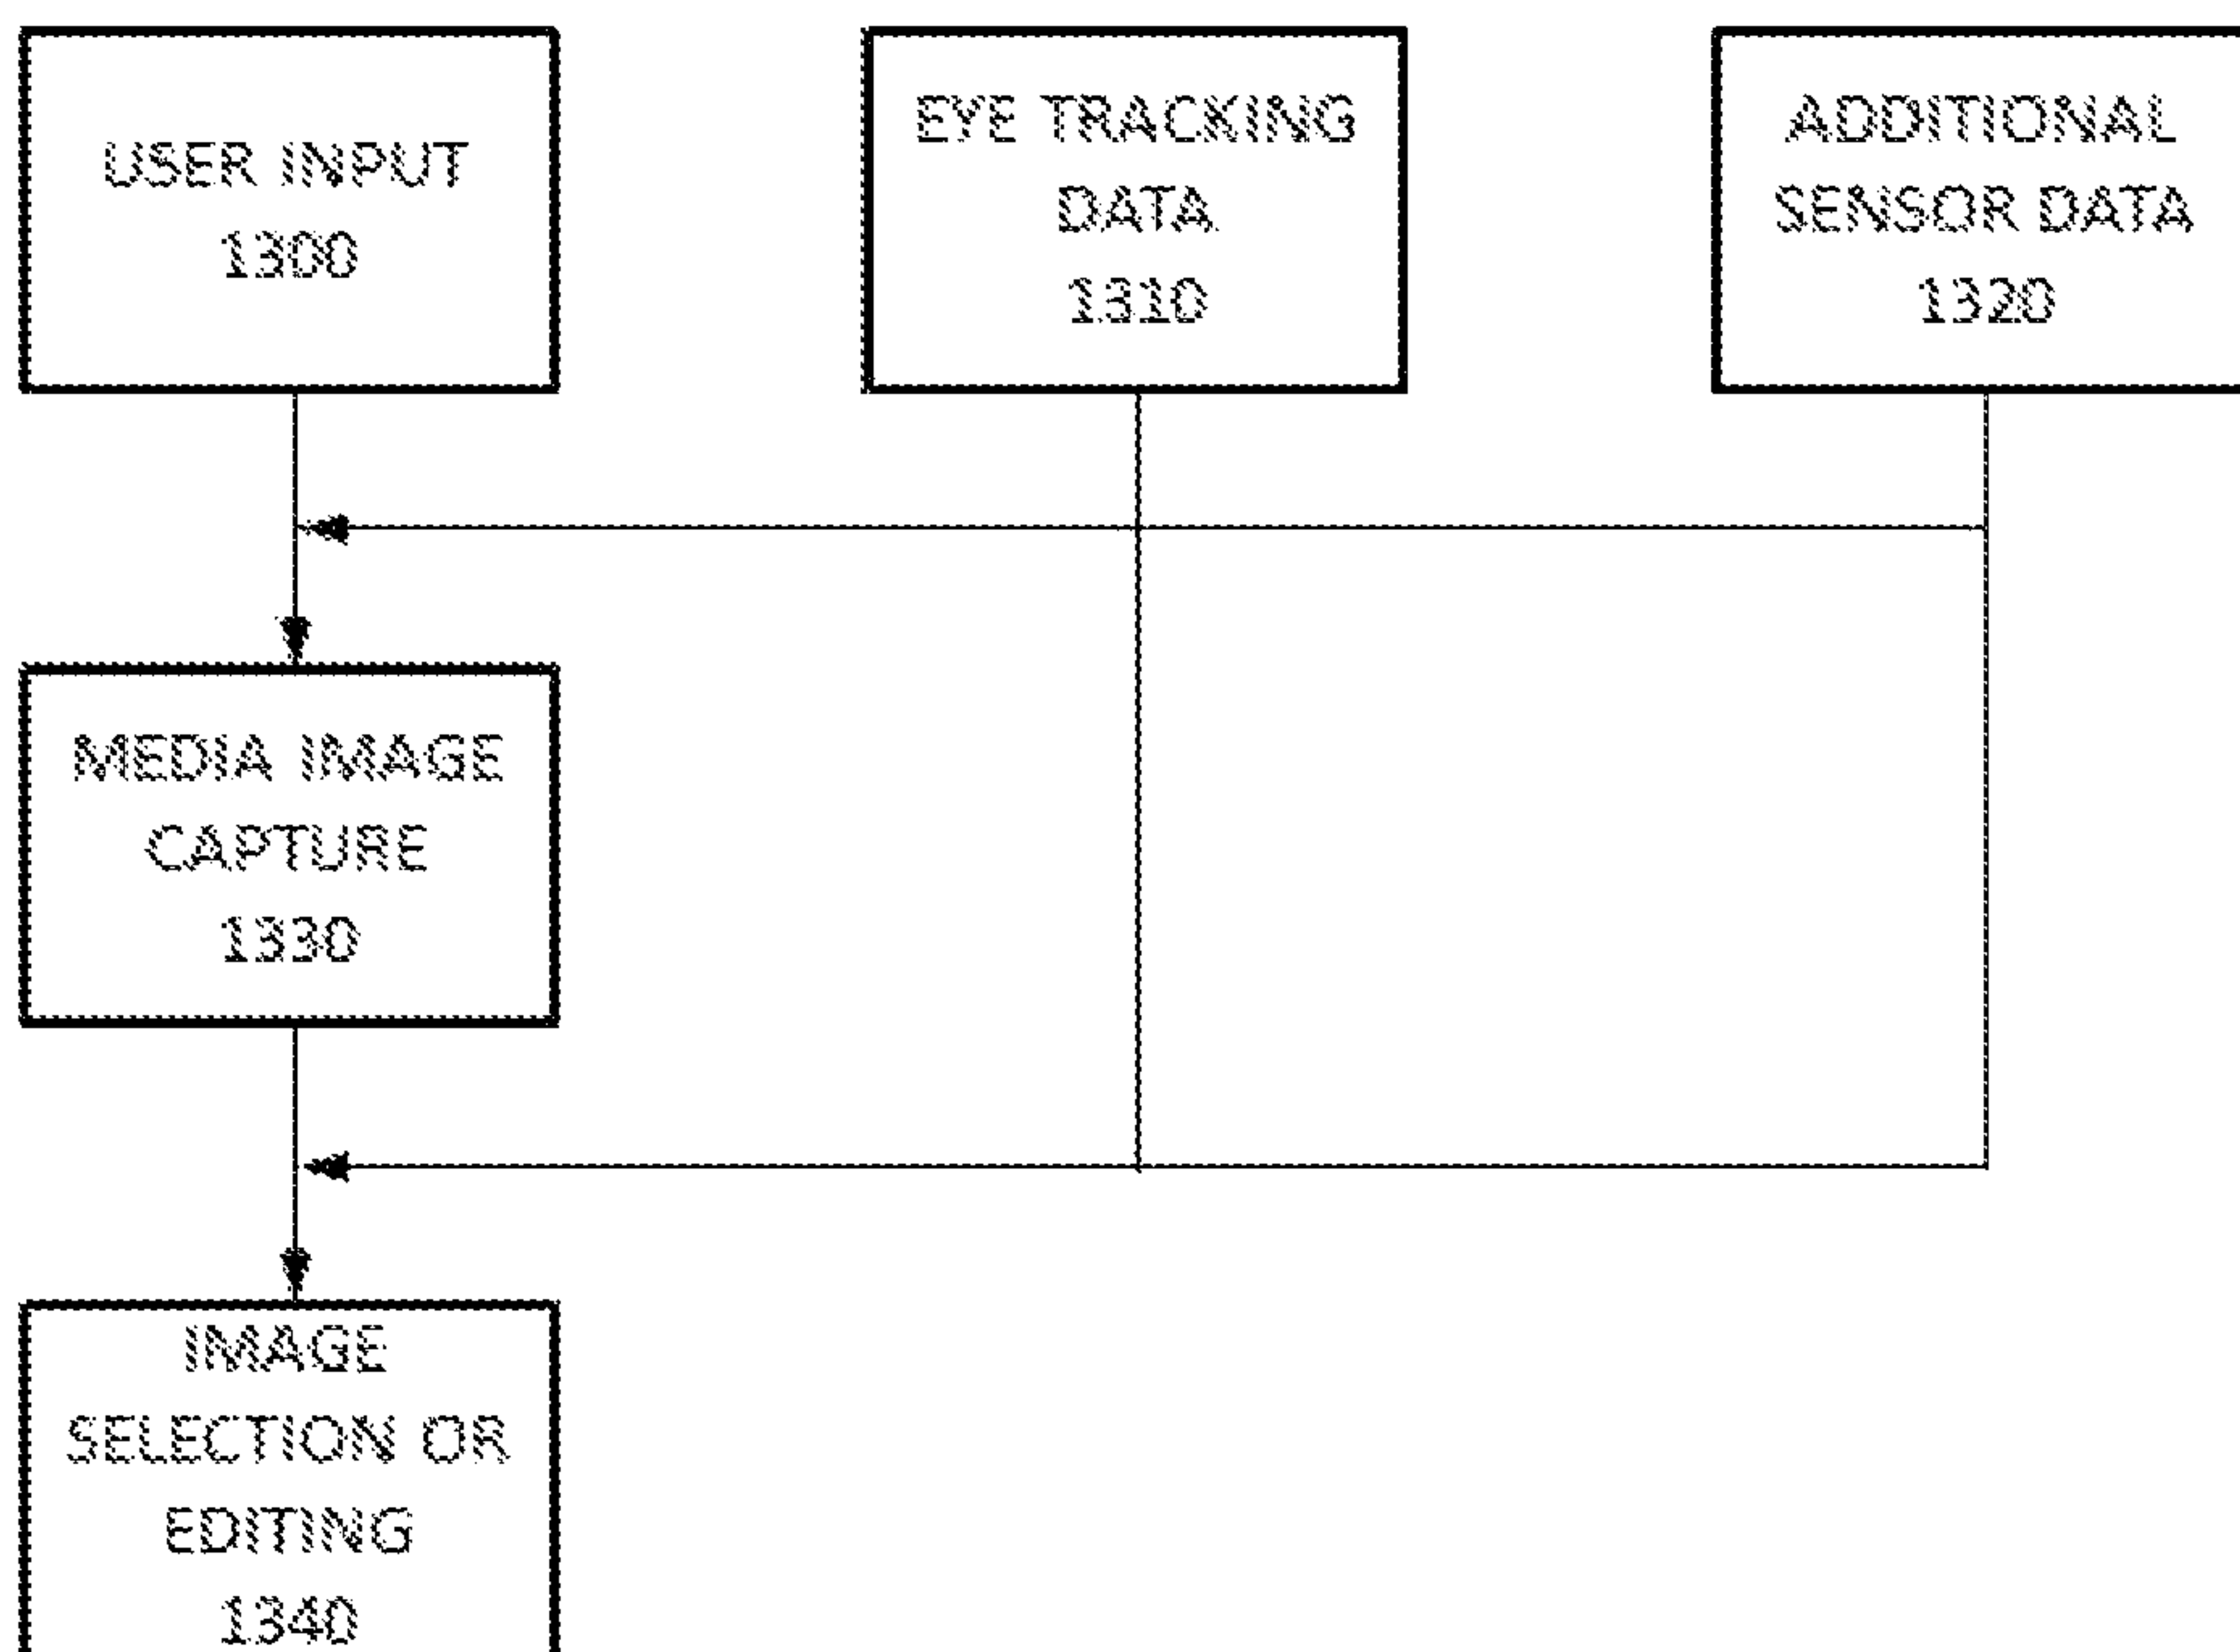 USER INPUT
1300
EYE TRACKING
DATA
1310
ADDITIONAL
SENSOR DATA
1320
MEDIA IMAGE
CAPTURE
1330
IMAGE
SELECTION OR
EDITING
1340